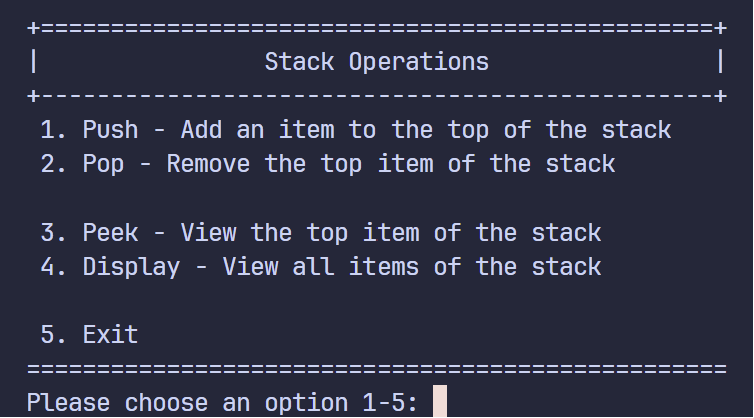 +================================================+
|                Stack Operations                |
+------------------------------------------------+
 1. Push - Add an item to the top of the stack
 2. Pop - Remove the top item of the stack

 3. Peek - View the top item of the stack
 4. Display - View all items of the stack

 5. Exit
==================================================
Please choose an option 1-5: